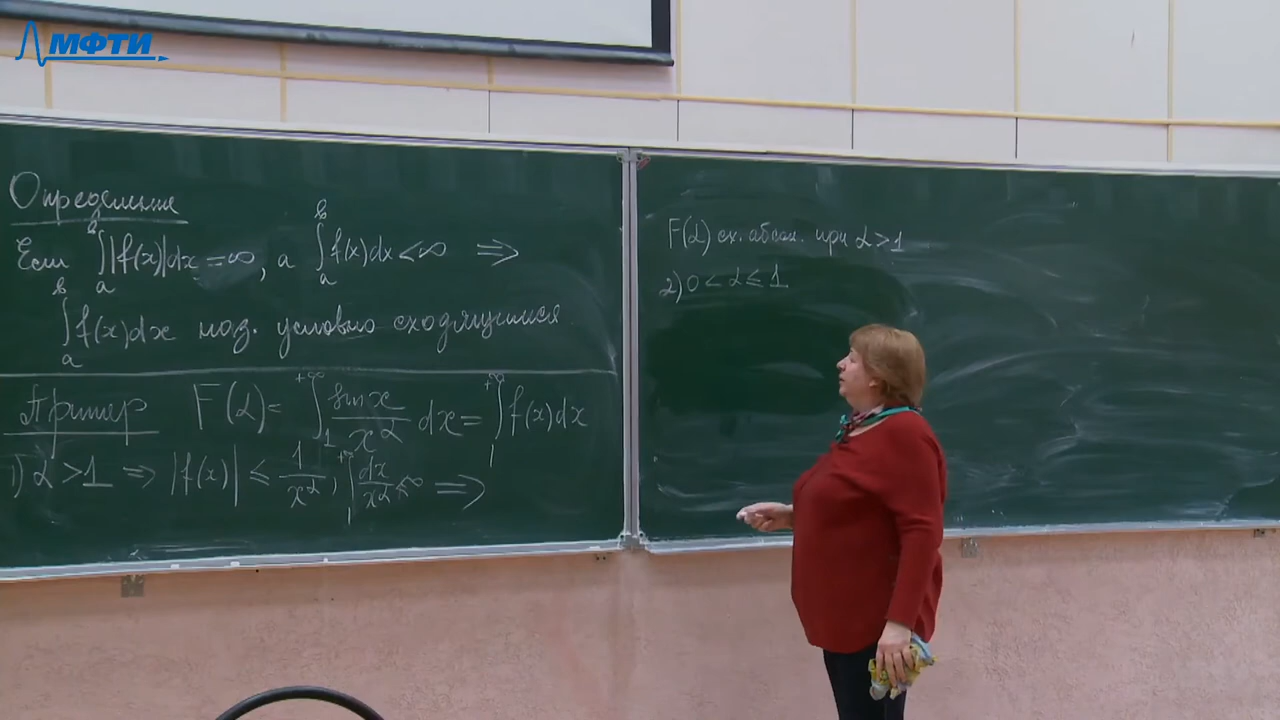 МФТИ
Определение
Если ∫ₐᵇ|f(x)|dx = ∞, а ∫ₐᵇ f(x)dx < ∞ ⇒
∫ₐᵇ f(x)dx наз. условно сходящимся
Пример F(α) = ∫₁^{+∞} sin x / x^α dx = ∫₁^{+∞} f(x)dx
1) α > 1 ⇒ |f(x)| ≤ 1/x^α, ∫₁^{+∞} dx/x^α < ∞ ⇒
F(α) сх. абсол. при α > 1
2) 0 < α ≤ 1